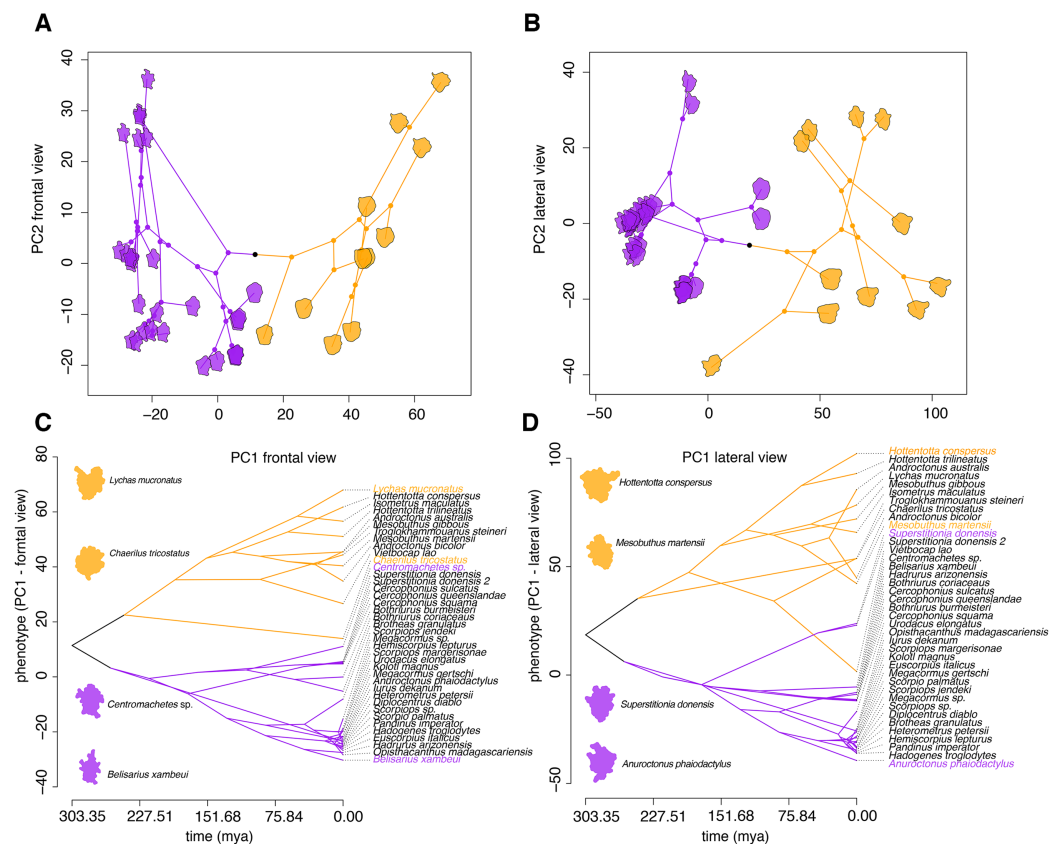 A
B
PC2 frontal view
40
30
20
10
0
−10
−20
−20
0
20
40
60
PC2 lateral view
40
20
0
−20
−40
−50
0
50
100
C
D
PC1 frontal view
phenotype (PC1 - fontal view)
80
60
40
20
0
−20
−40
Lychas mucronatus
Chaerilus tricostatus
Centromachetes sp.
Belisarius xambeui
Lychas mucronatus
Hottentotta conspersus
Isometrus maculatus
Hottentotta trilineatus
Androctonus australis
Mesobuthus gibbous
Troglokhammouanus steineri
Mesobuthus martensii
Androctonus bicolor
Vietbocap lao
Chaerilus tricostatus
Centromachetes sp.
Superstitionia donensis
Superstitionia donensis 2
Cercophonius sulcatus
Cercophonius queenslandae
Cercophonius squama
Bothriurus burmeisteri
Bothriurus coriaceaus
Brotheas granulatus
Scorpiops jendeki
Megacormus sp.
Hemiscorpius lepturus
Scorpiops margerisonae
Urodacus elongatus
Kolotl magnus
Megacormus gertschi
Androctonus phaiodactylus
Iurus dekanum
Heterometrus petersii
Diplocentrus diablo
Scorpiops sp.
Scorpio palmatus
Pandinus imperator
Hadogenes troglodytes
Euscorpius italicus
Hadrurus arizonensis
Opisthacanthus madagascariensis
Belisarius xambeui
303.35
227.51
151.68
75.84
0.00
time (mya)
PC1 lateral view
phenotype (PC1 - lateral view)
100
50
0
−50
Hottentotta conspersus
Mesobuthus martensii
Superstitionia donensis
Anuroctonus phaiodactylus
Hottentotta conspersus
Hottentotta trilineatus
Androctonus australis
Lychas mucronatus
Mesobuthus gibbous
Isometrus maculatus
Troglokhammouanus steineri
Chaerilus tricostatus
Androctonus bicolor
Mesobuthus martensii
Superstitionia donensis
Superstitionia donensis 2
Vietbocap lao
Centromachetes sp.
Belisarius xambeui
Hadrurus arizonensis
Bothriurus coriaceaus
Cercophonius sulcatus
Cercophonius queenslandae
Bothriurus burmeisteri
Cercophonius squama
Urodacus elongatus
Opisthacanthus madagascariensis
Iurus dekanum
Scorpiops margerisonae
Kolotl magnus
Euscorpius italicus
Megacormus gertschi
Scorpio palmatus
Scorpiops jendeki
Megacormus sp.
Scorpiops sp.
Diplocentrus diablo
Brotheas granulatus
Heterometrus petersii
Hemiscorpius lepturus
Pandinus imperator
Hadogenes troglodytes
Anuroctonus phaiodactylus
303.35
227.51
151.68
75.84
0.00
time (mya)